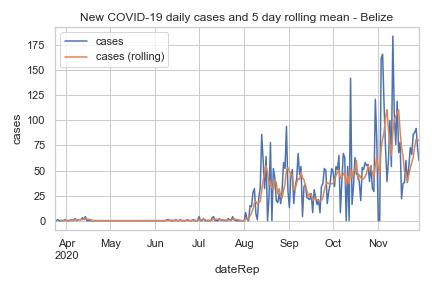 New COVID-19 daily cases and 5 day rolling mean - Belize
cases
cases (rolling)
175
150
125
100
75
50
25
0
cases
Apr May Jun Jul Aug Sep Oct Nov
2020
dateRep